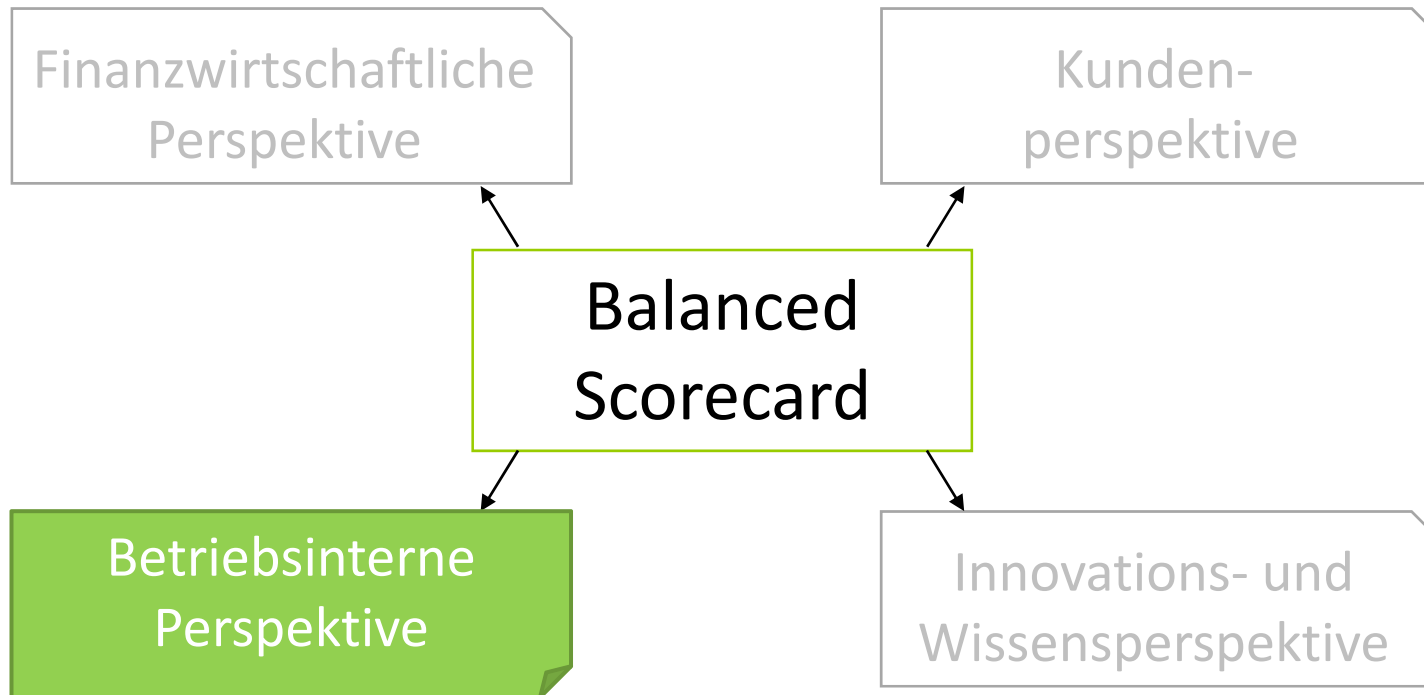 Finanzwirtschaftliche
Perspektive
Kunden-
perspektive
Balanced
Scorecard
Betriebsinterne
Perspektive
Innovations- und
Wissensperspektive